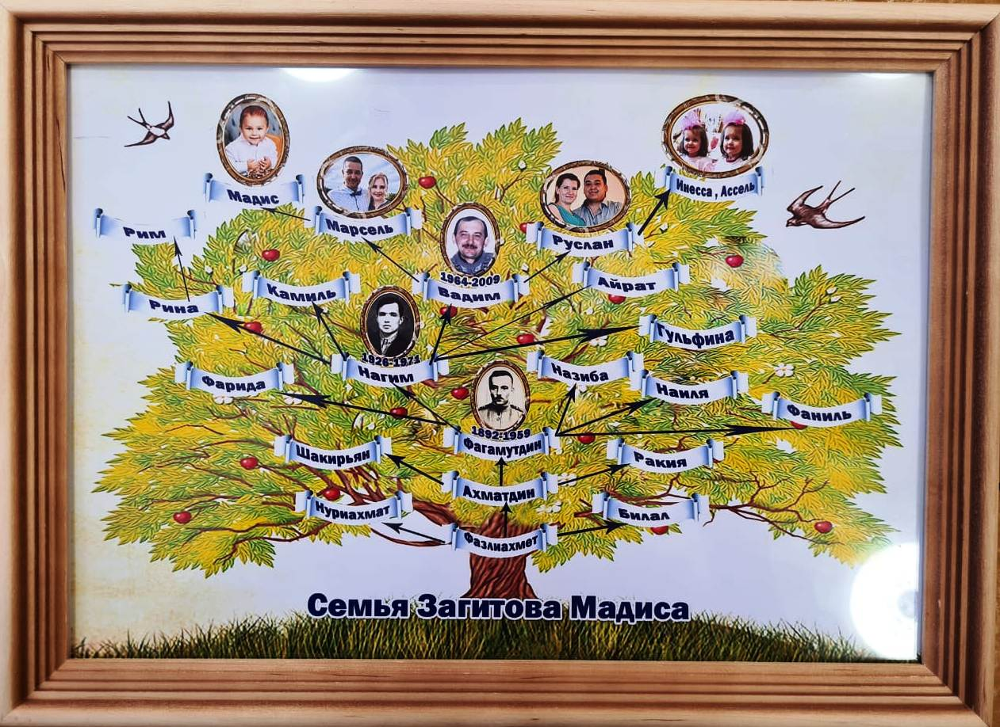 Мадис
Инесса, Ассель
Марсель
Рим
Руслан
1964-2009
Вадим
Айрат
Камиль
Рина
Гульфина
1926-1971
Нагим
Назиба
Фарида
Наиля
Фаниль
1892-1959
Фагамутдин
Шакирьян
Ракия
Ахматдин
Нуриахмат
Билал
Фазлиахмет
Семья Загитова Мадиса